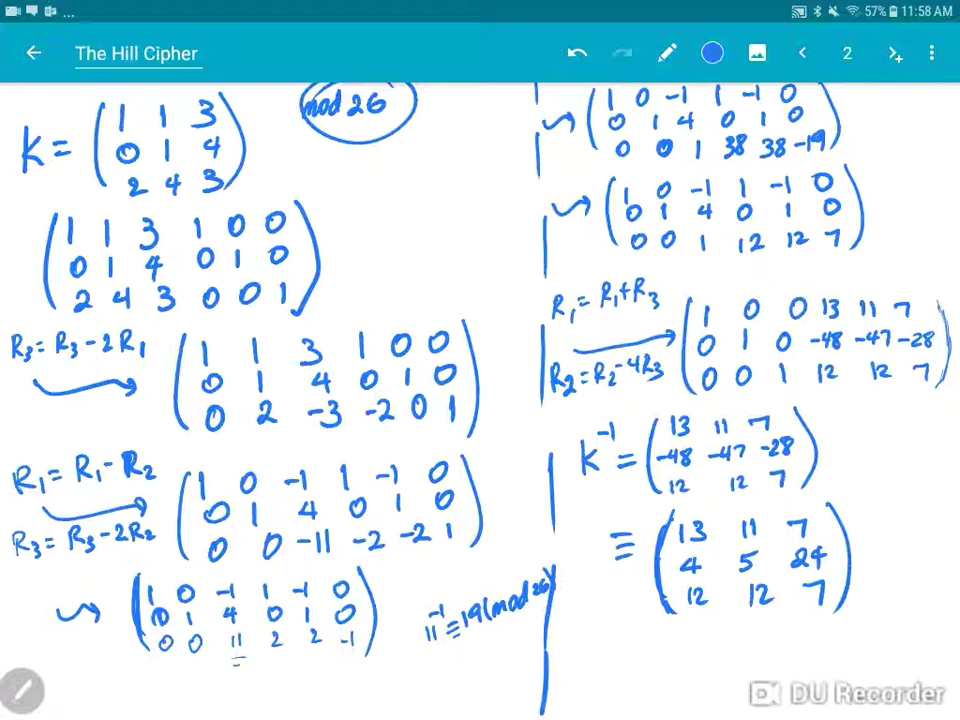 57% 11:58 AM
The Hill Cipher
2
K = ( 1 1 3
0 1 4
2 4 3 )
mod 26
( 1 1 3 1 0 0
0 1 4 0 1 0
2 4 3 0 0 1 )
R3 = R3 - 2R1
( 1 1 3 1 0 0
0 1 4 0 1 0
0 2 -3 -2 0 1 )
R1 = R1 - R2
R3 = R3 - 2R2
( 1 0 -1 1 -1 0
0 1 4 0 1 0
0 0 -11 -2 -2 1 )
( 1 0 -1 1 -1 0
0 1 4 0 1 0
0 0 11 2 2 -1 )
11^-1 ≡ 19 (mod 26)
( 1 0 -1 1 -1 0
0 1 4 0 1 0
0 0 1 38 38 -19 )
( 1 0 -1 1 -1 0
0 1 4 0 1 0
0 0 1 12 12 7 )
R1 = R1 + R3
R2 = R2 - 4R3
( 1 0 0 13 11 7
0 1 0 -48 -47 -28
0 0 1 12 12 7 )
K^-1 = ( 13 11 7
-48 -47 -28
12 12 7 )
≡ ( 13 11 7
4 5 24
12 12 7 )
DU Recorder